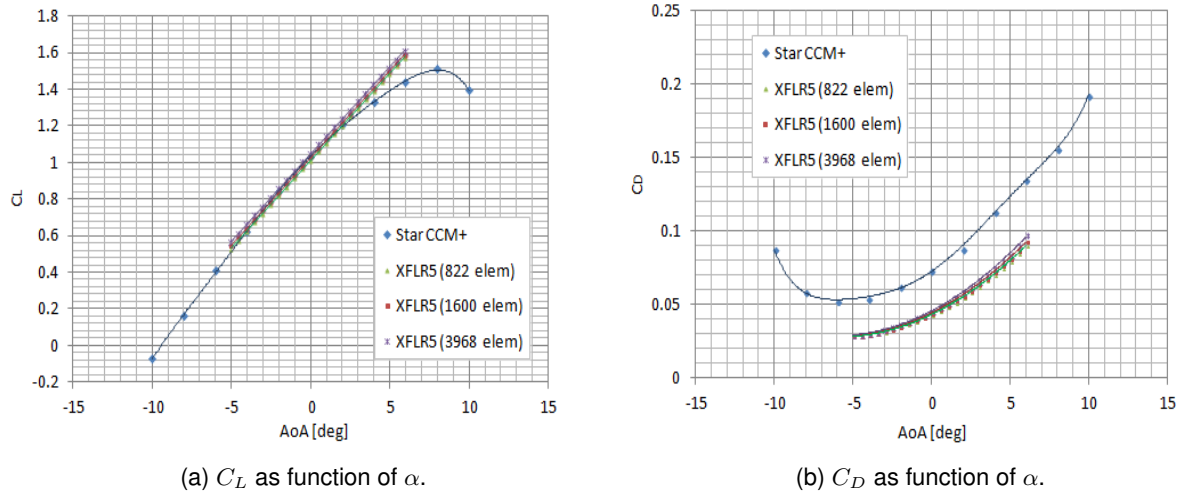 1.8
1.6
1.4
1.2
1
0.8
0.6
0.4
0.2
0
-0.2
CL
-15 -10 -5 0 5 10 15
AoA [deg]
Star CCM+
XFLR5 (822 elem)
XFLR5 (1600 elem)
XFLR5 (3968 elem)
(a) C_L as function of α.
0.25
0.2
0.15
0.1
0.05
0
CD
-15 -10 -5 0 5 10 15
AoA [deg]
Star CCM+
XFLR5 (822 elem)
XFLR5 (1600 elem)
XFLR5 (3968 elem)
(b) C_D as function of α.